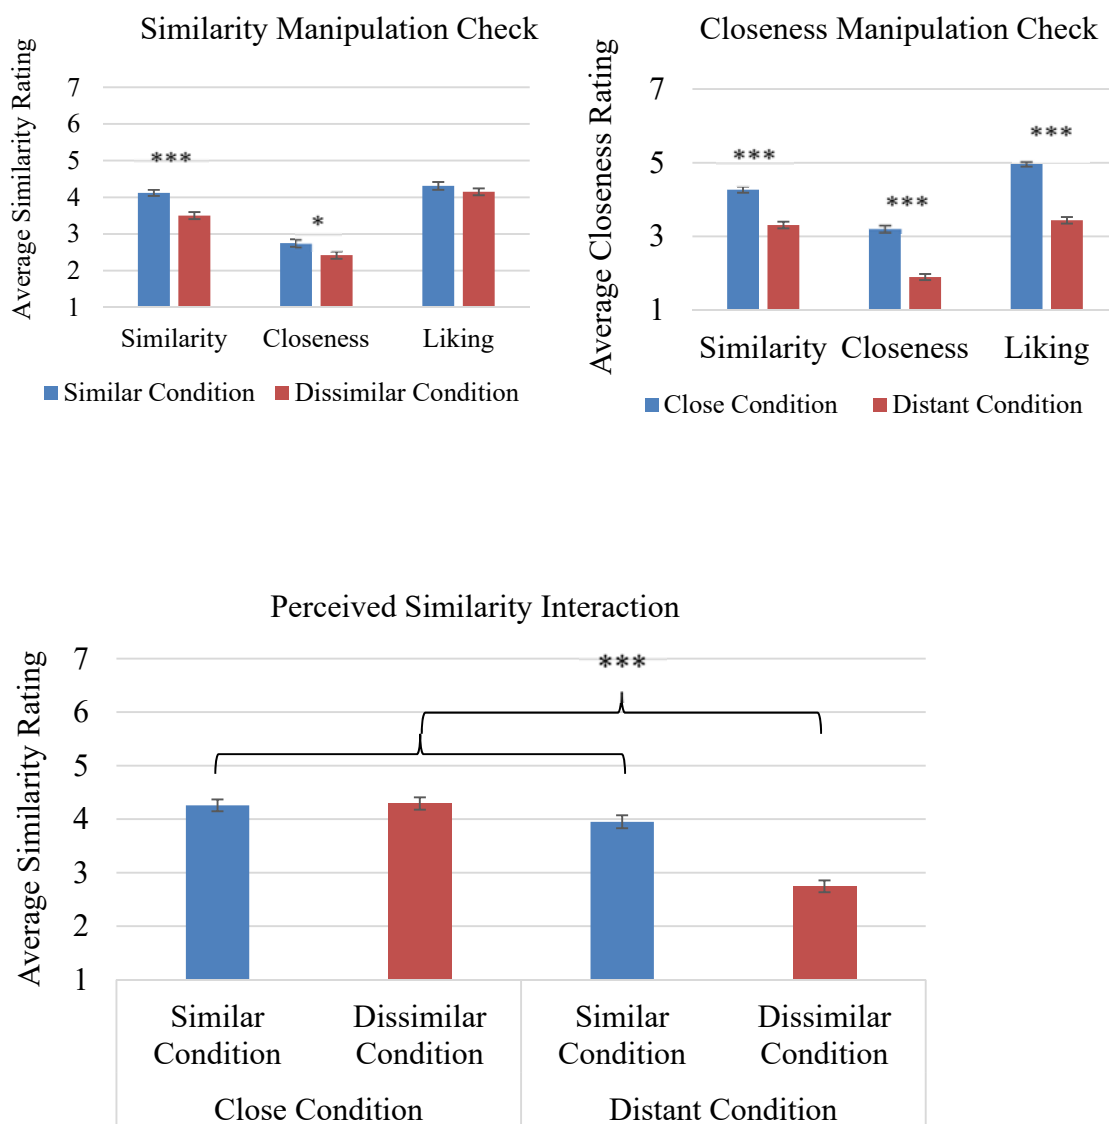 Similarity Manipulation Check
Average Similarity Rating
7
6
5
4
3
2
1
***
*
Similarity Closeness Liking
Similar Condition Dissimilar Condition
Closeness Manipulation Check
Average Closeness Rating
7
5
3
1
***
***
***
Similarity Closeness Liking
Close Condition Distant Condition
Perceived Similarity Interaction
Average Similarity Rating
7
6
5
4
3
2
1
***
Similar Dissimilar Similar Dissimilar
Condition Condition Condition Condition
Close Condition Distant Condition